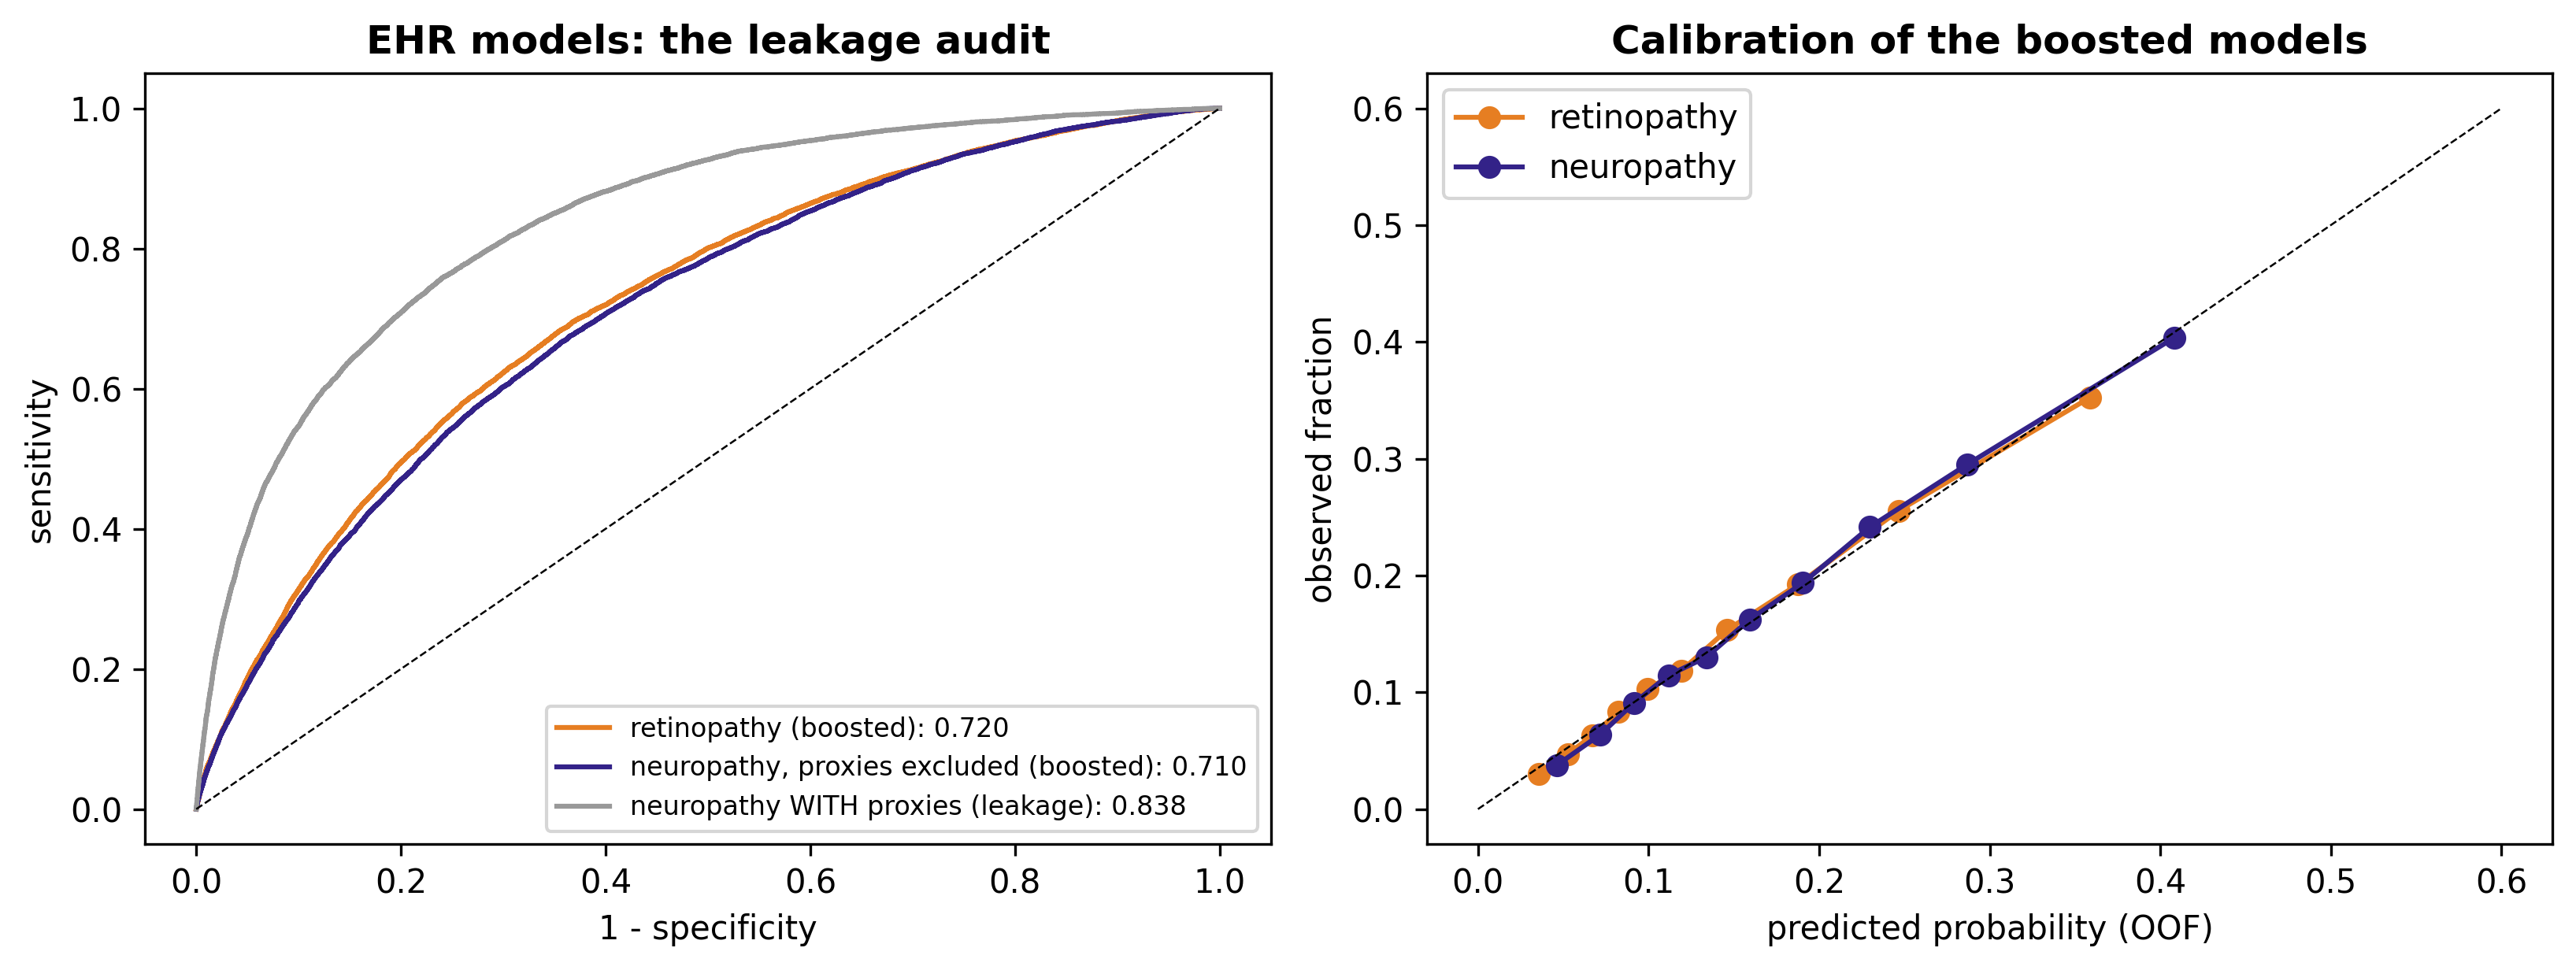 EHR models: the leakage audit
1.0
0.8
0.6
0.4
0.2
0.0
sensitivity
retinopathy (boosted): 0.720
neuropathy, proxies excluded (boosted): 0.710
neuropathy WITH proxies (leakage): 0.838
0.0 0.2 0.4 0.6 0.8 1.0
1 - specificity
Calibration of the boosted models
retinopathy
neuropathy
0.6
0.5
0.4
0.3
0.2
0.1
0.0
observed fraction
0.0 0.1 0.2 0.3 0.4 0.5 0.6
predicted probability (OOF)